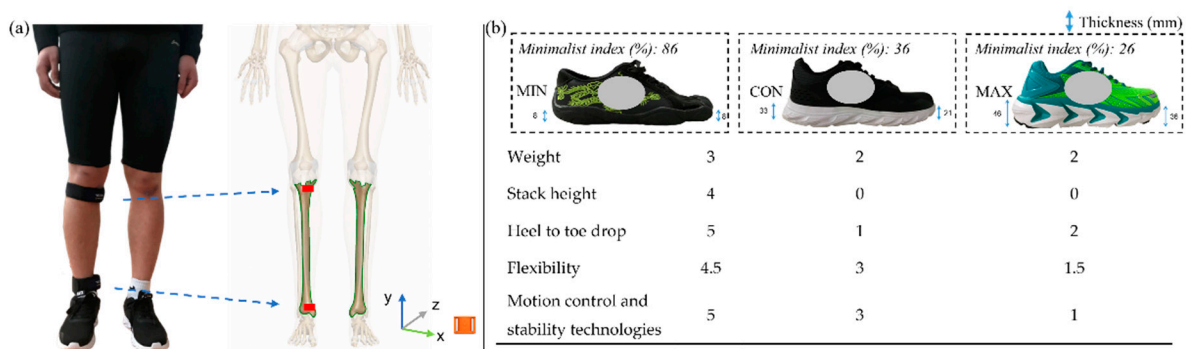 (a)
y
z
x
(b)
Thickness (mm)
Minimalist index (%): 86
Minimalist index (%): 36
Minimalist index (%): 26
MIN
8
8
CON
33
21
MAX
46
36
Weight 3 2 2
Stack height 4 0 0
Heel to toe drop 5 1 2
Flexibility 4.5 3 1.5
Motion control and
stability technologies 5 3 1